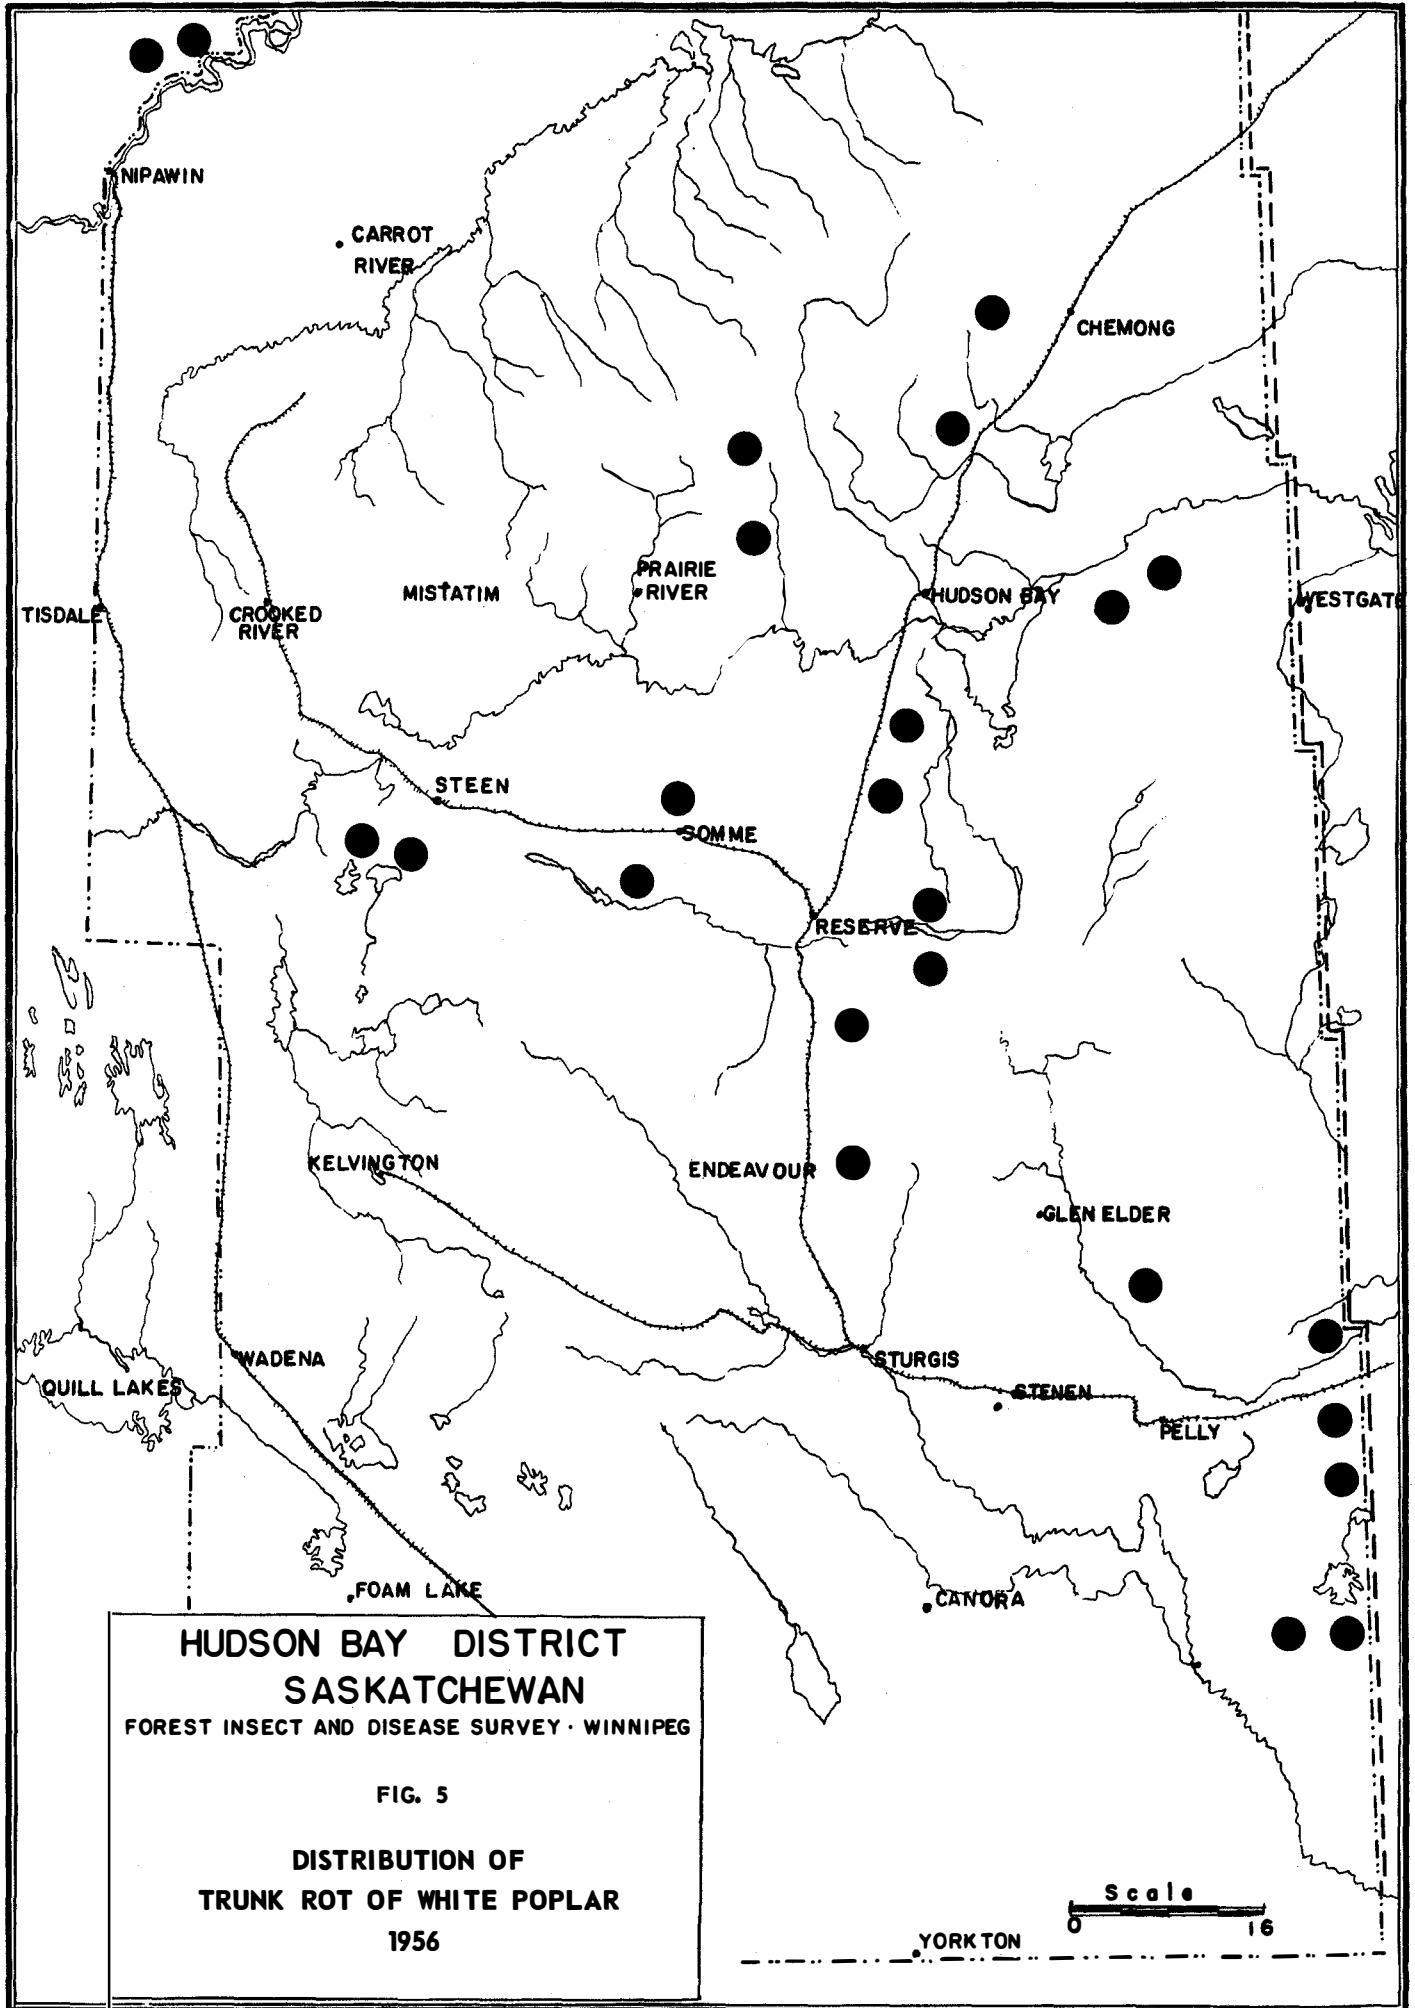 NIPAWIN
CARROT
RIVER
CHEMONG
PRAIRIE
RIVER
MISTATIM
HUDSON BAY
WESTGATE
TISDALE
CROOKED
RIVER
STEEN
SOMME
RESERVE
KELVINGTON
ENDEAVOUR
GLEN ELDER
WADENA
STURGIS
QUILL LAKES
STENEN
PELLY
FOAM LAKE
CANORA
HUDSON BAY DISTRICT
SASKATCHEWAN
FOREST INSECT AND DISEASE SURVEY · WINNIPEG
FIG. 5
DISTRIBUTION OF
TRUNK ROT OF WHITE POPLAR
1956
Scale
0 16
YORKTON